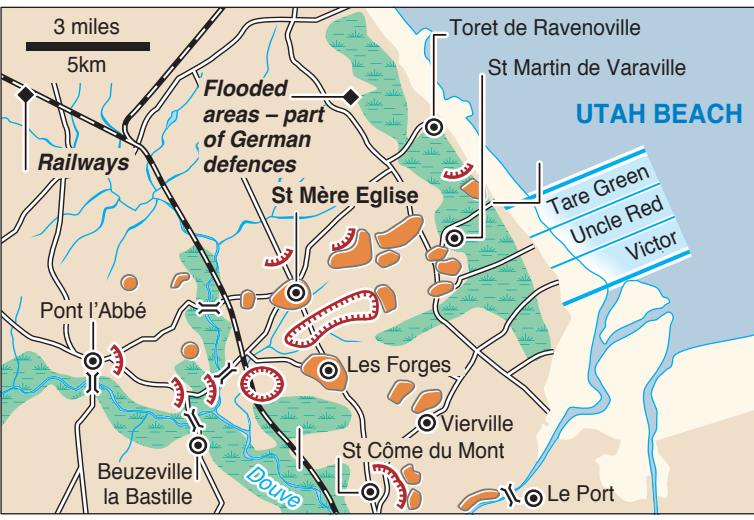 3 miles
5km
Toret de Ravenoville
St Martin de Varaville
UTAH BEACH
Flooded
areas – part
of German
defences
Railways
St Mère Eglise
Tare Green
Uncle Red
Victor
Pont l'Abbé
Les Forges
Vierville
St Côme du Mont
Beuzeville
la Bastille
Douve
Le Port